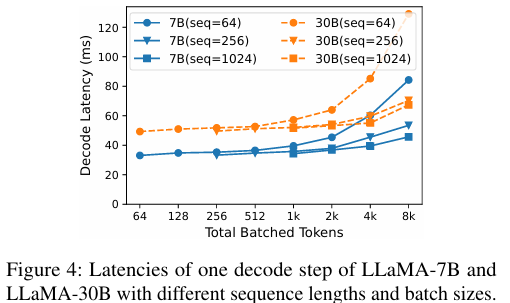 120
100
80
60
40
20
0
Decode Latency (ms)
7B(seq=64)
7B(seq=256)
7B(seq=1024)
30B(seq=64)
30B(seq=256)
30B(seq=1024)
64 128 256 512 1k 2k 4k 8k
Total Batched Tokens
Figure 4: Latencies of one decode step of LLaMA-7B and
LLaMA-30B with different sequence lengths and batch sizes.